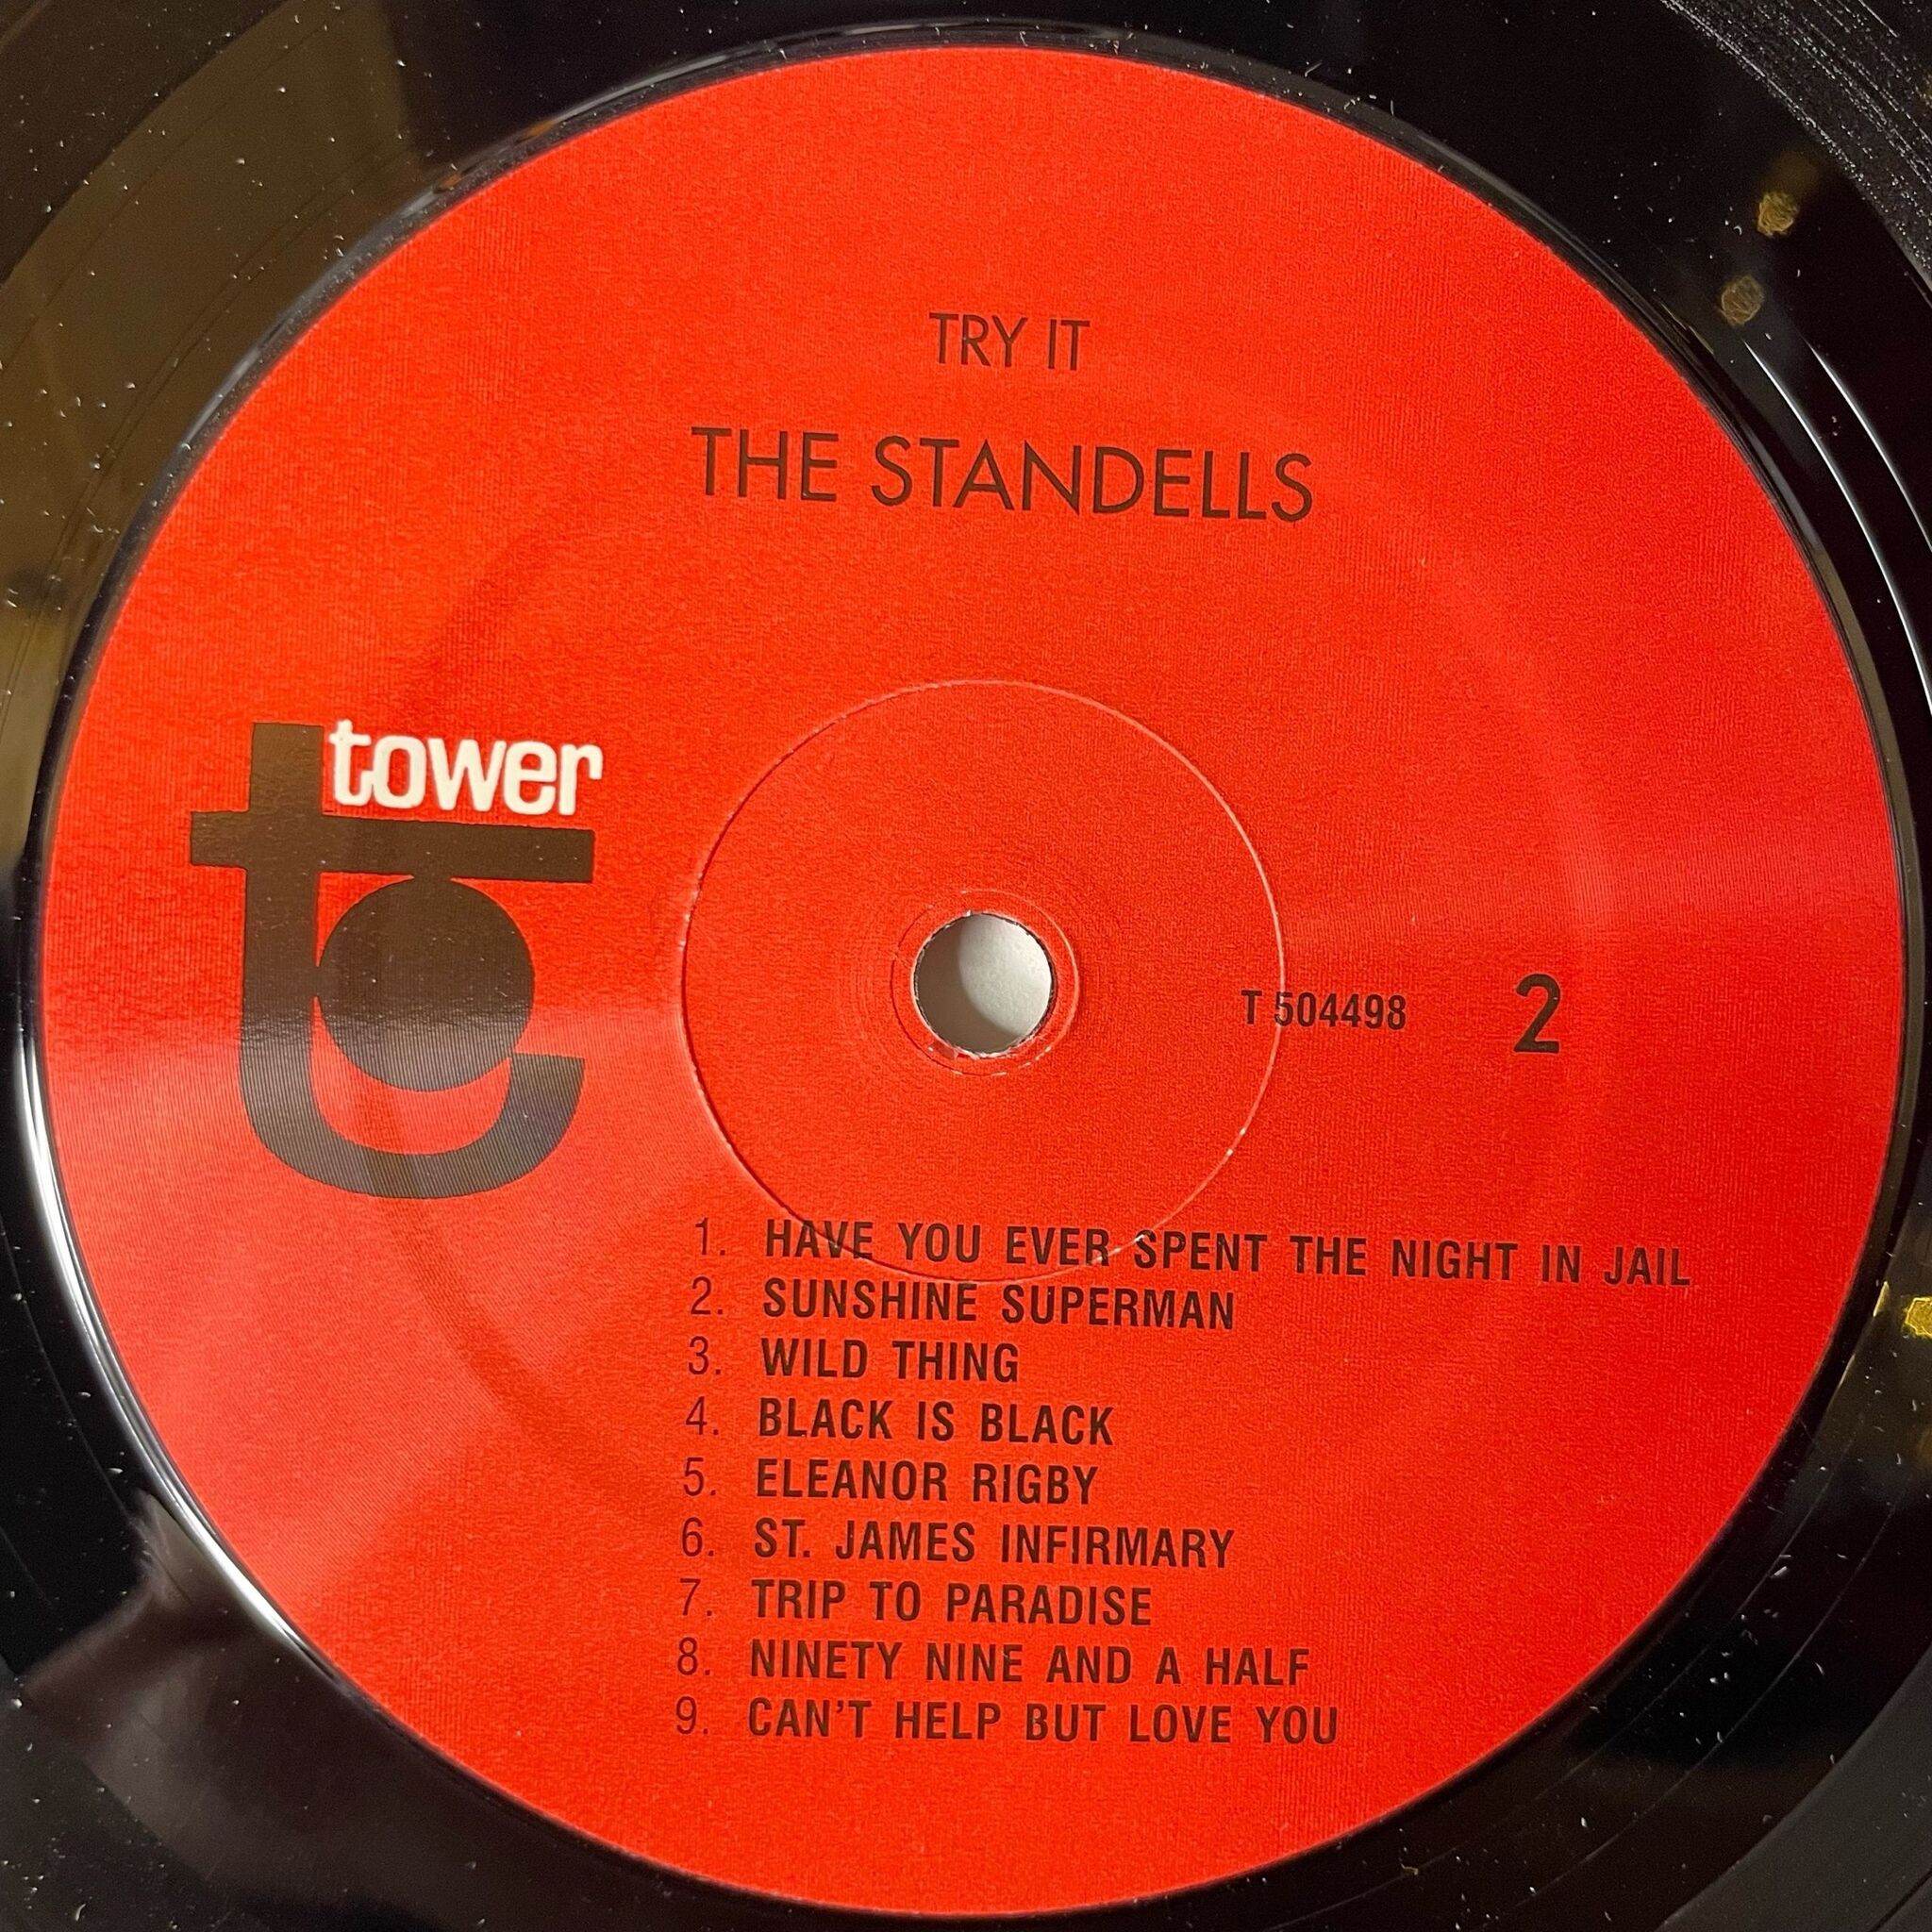 TRY IT
THE STANDELLS
tower
T 504498
2
1. HAVE YOU EVER SPENT THE NIGHT IN JAIL
2. SUNSHINE SUPERMAN
3. WILD THING
4. BLACK IS BLACK
5. ELEANOR RIGBY
6. ST. JAMES INFIRMARY
7. TRIP TO PARADISE
8. NINETY NINE AND A HALF
9. CAN'T HELP BUT LOVE YOU